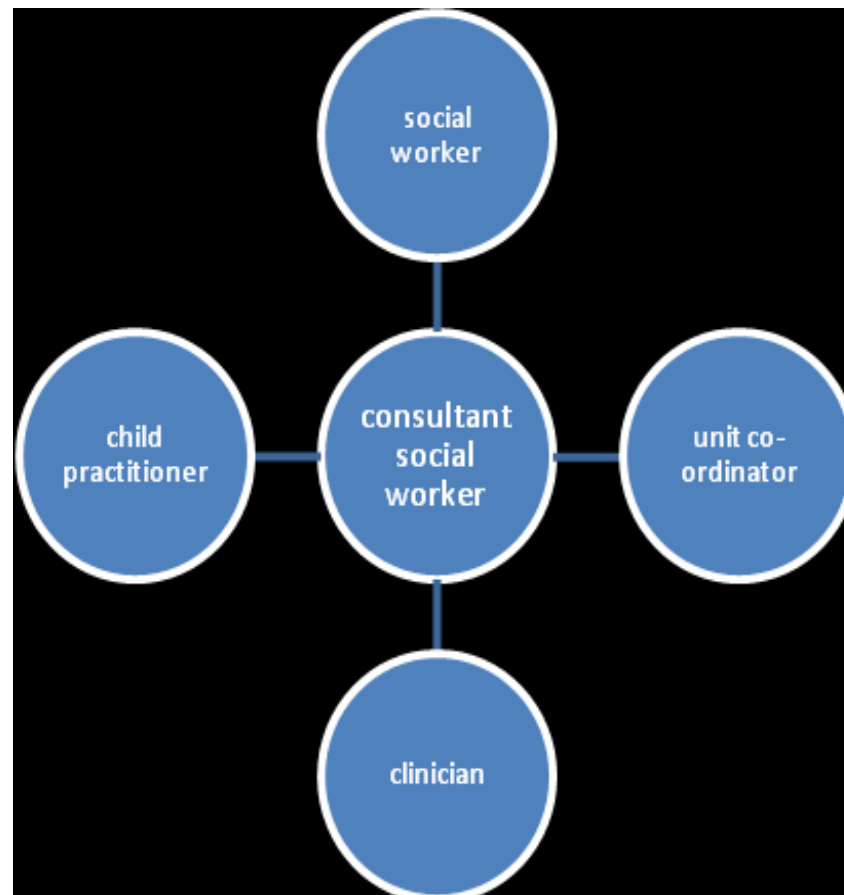 social
worker
child
practitioner
consultant
social
worker
unit co-
ordinator
clinician